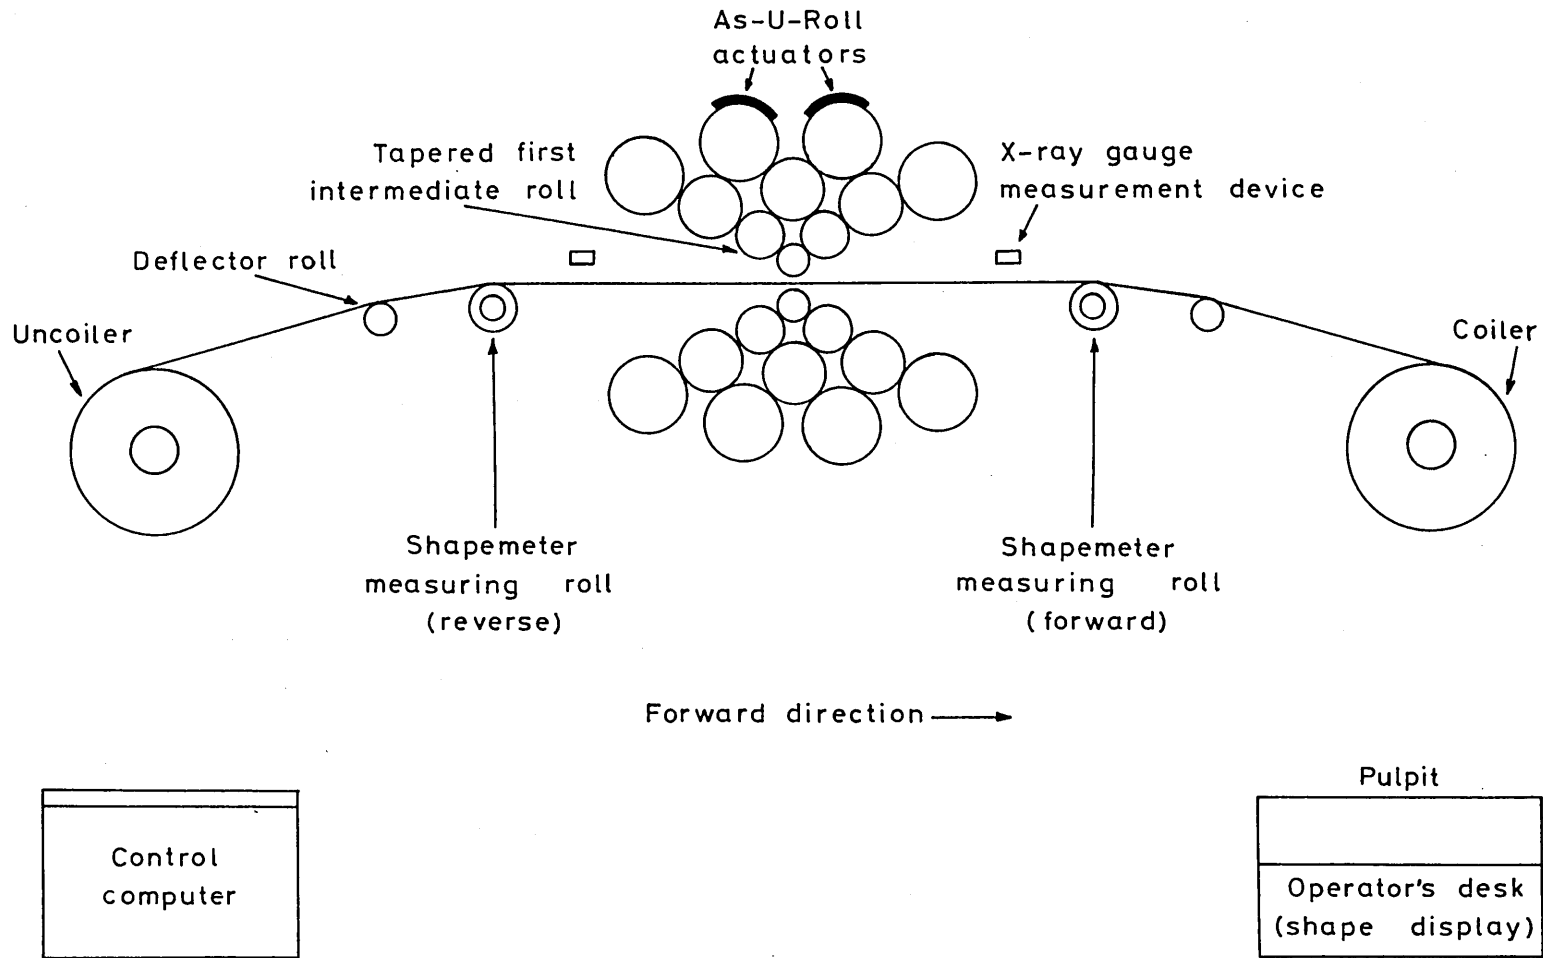 As-U-Roll
actuators
Tapered first
intermediate roll
X-ray gauge
measurement device
Deflector roll
Uncoiler
Coiler
Shapemeter
measuring roll
(reverse)
Shapemeter
measuring roll
(forward)
Forward direction
Control
computer
Pulpit
Operator's desk
(shape display)